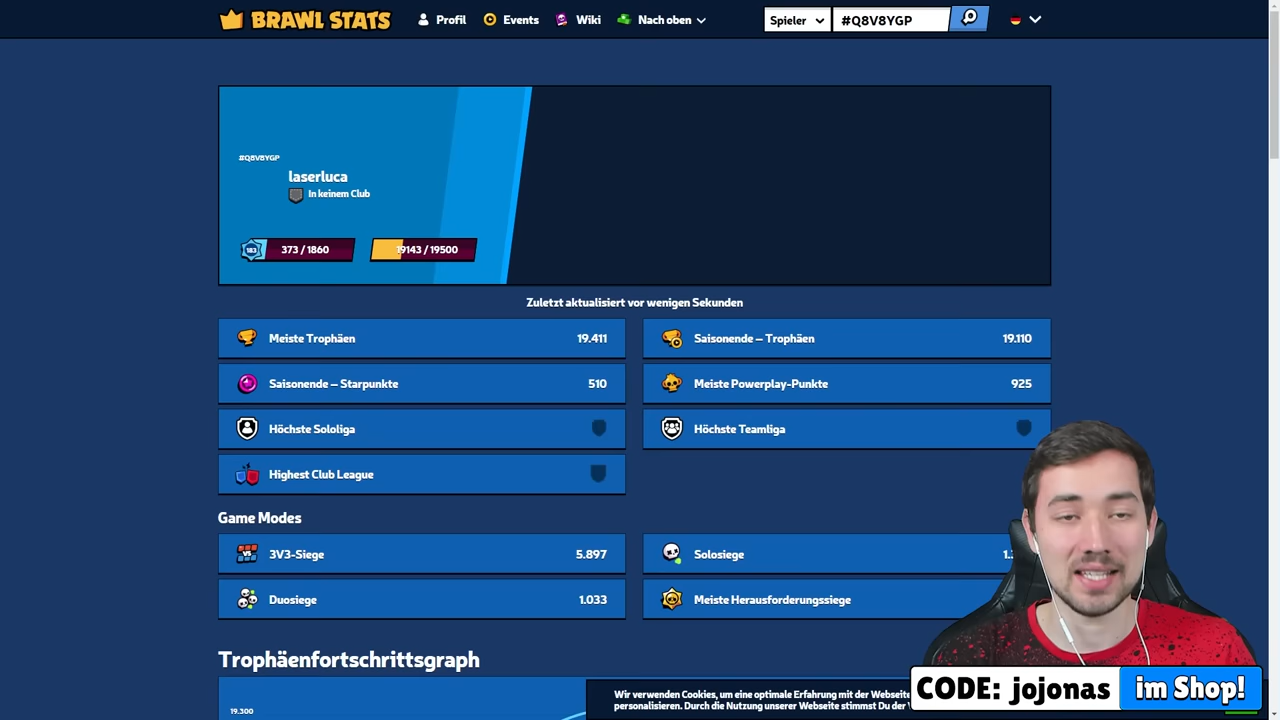 BRAWL STATS
Profil
Events
Wiki
Nach oben
Spieler
#Q8V8YGP
#Q8V8YGP
laserluca
In keinem Club
183
373 / 1860
19143 / 19500
Zuletzt aktualisiert vor wenigen Sekunden
Meiste Trophäen 19.411
Saisonende – Trophäen 19.110
Saisonende – Starpunkte 510
Meiste Powerplay-Punkte 925
Höchste Sololiga
Höchste Teamliga
Highest Club League
Game Modes
3V3-Siege 5.897
Solosiege
Duosiege 1.033
Meiste Herausforderungssiege
Trophäenfortschrittsgraph
19.300
Wir verwenden Cookies, um eine optimale Erfahrung mit der Webseite
personalisieren. Durch die Nutzung unserer Webseite stimmst Du der
CODE: jojonas im Shop!